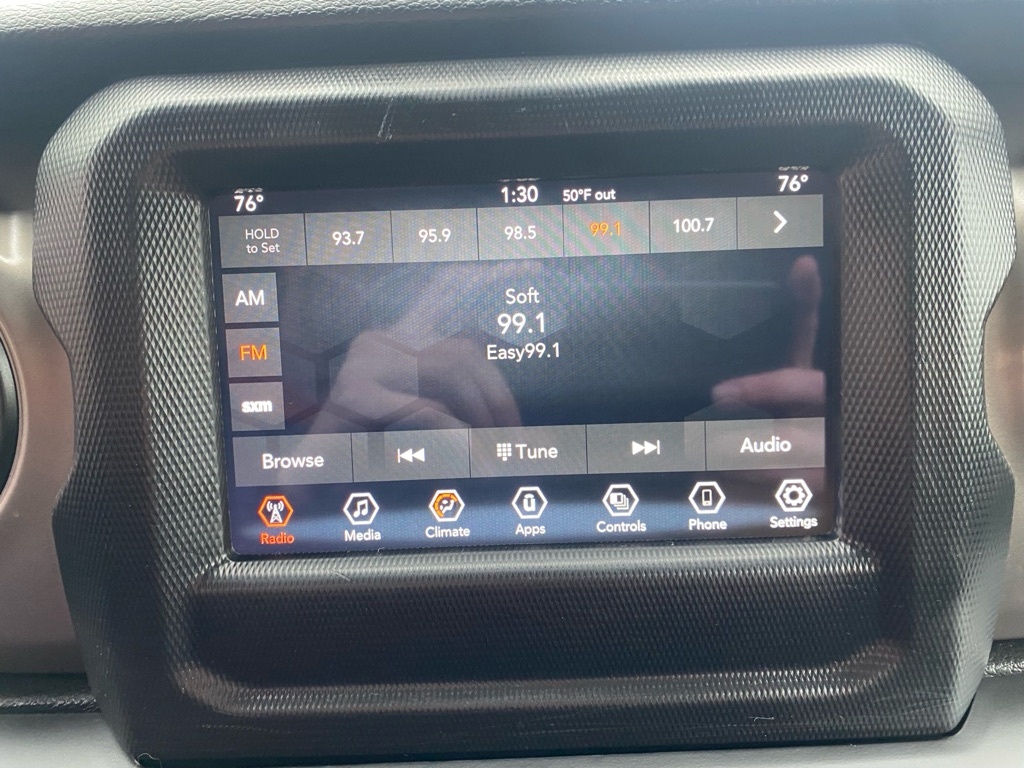 76° 1:30 50°F out 76°
HOLD
to Set
93.7 95.9 98.5 99.1 100.7
AM
FM
sxm
Soft
99.1
Easy99.1
Browse Tune Audio
Radio Media Climate Apps Controls Phone Settings